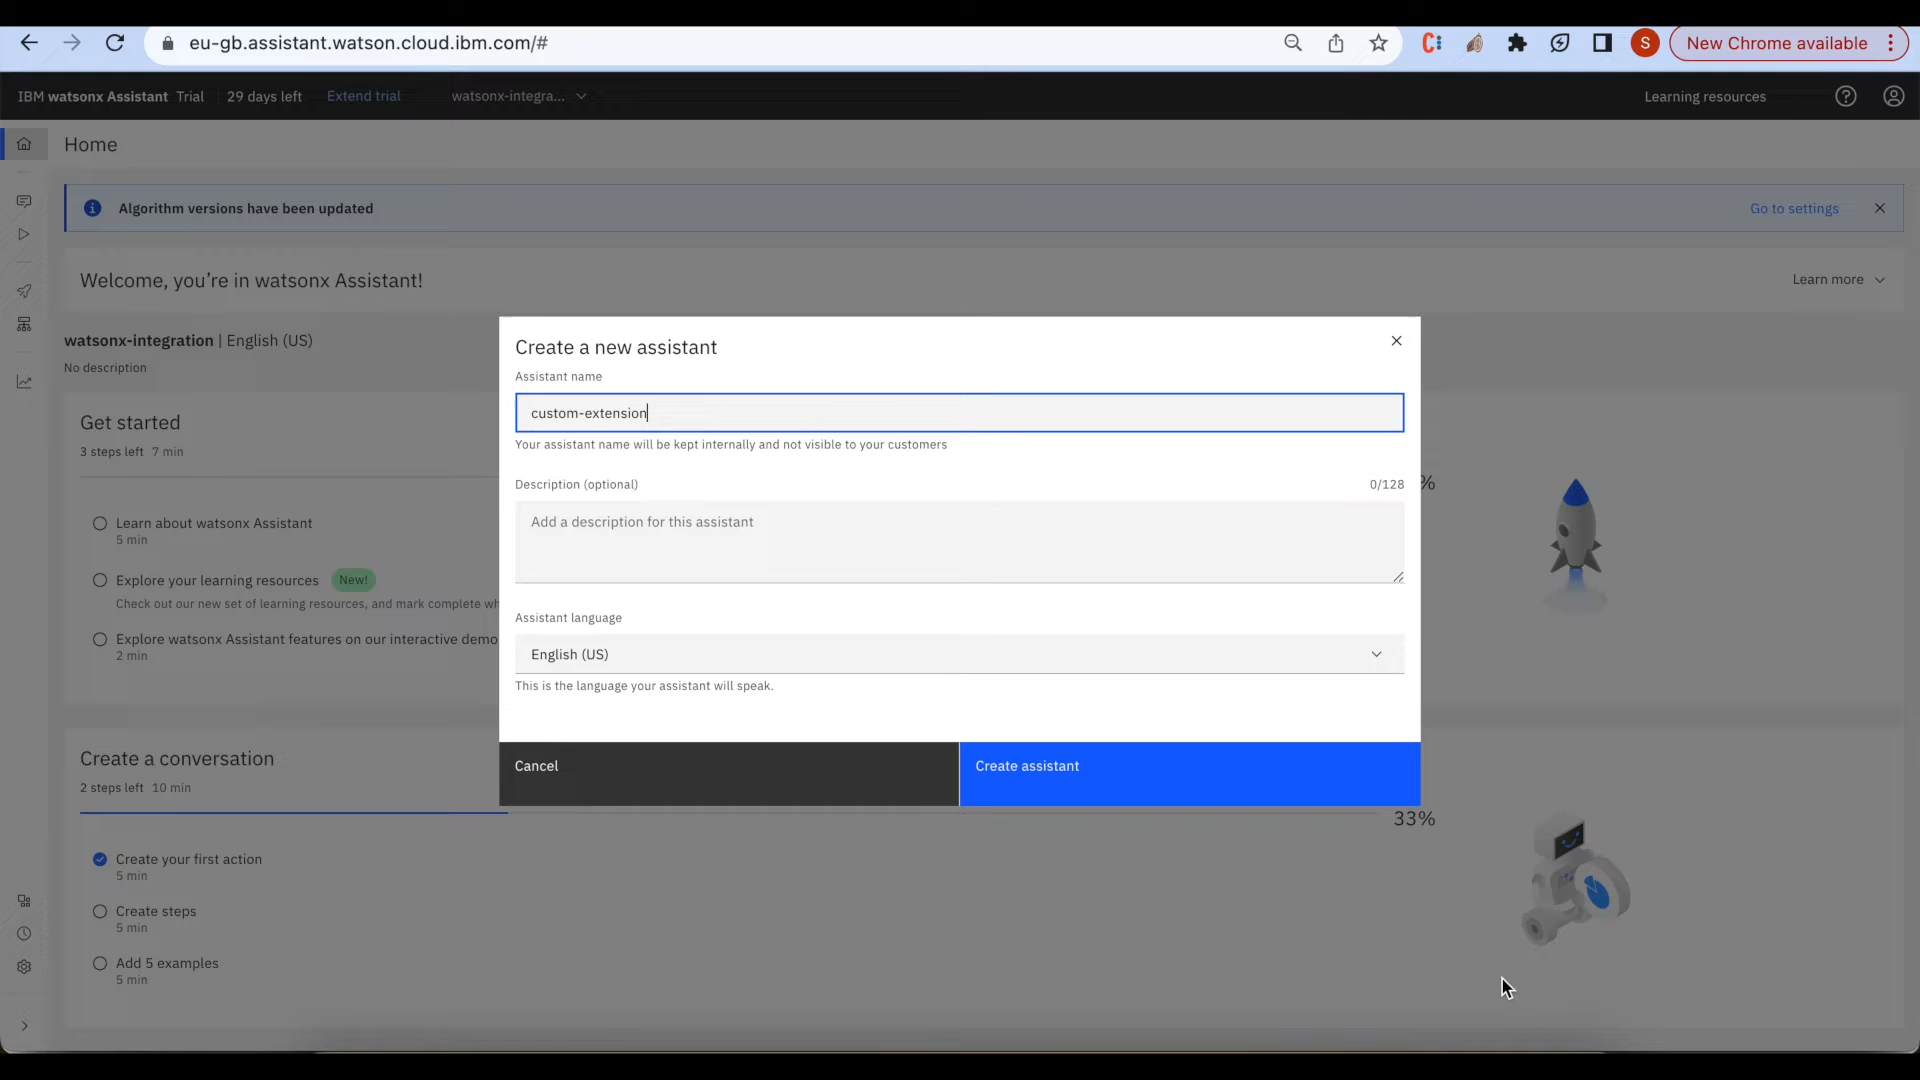 eu-gb.assistant.watson.cloud.ibm.com/#
S
New Chrome available
IBM watsonx Assistant Trial 29 days left Extend trial watsonx-integra...
Learning resources
Home
Algorithm versions have been updated
Go to settings
Welcome, you're in watsonx Assistant!
Learn more
watsonx-integration | English (US)
No description
Get started
3 steps left 7 min
%
Learn about watsonx Assistant
5 min
Explore your learning resources New!
Check out our new set of learning resources, and mark complete wh
Explore watsonx Assistant features on our interactive demo
2 min
Create a new assistant
Assistant name
custom-extension
Your assistant name will be kept internally and not visible to your customers
Description (optional)
0/128
Add a description for this assistant
Assistant language
English (US)
This is the language your assistant will speak.
Cancel
Create assistant
Create a conversation
2 steps left 10 min
33%
Create your first action
5 min
Create steps
5 min
Add 5 examples
5 min